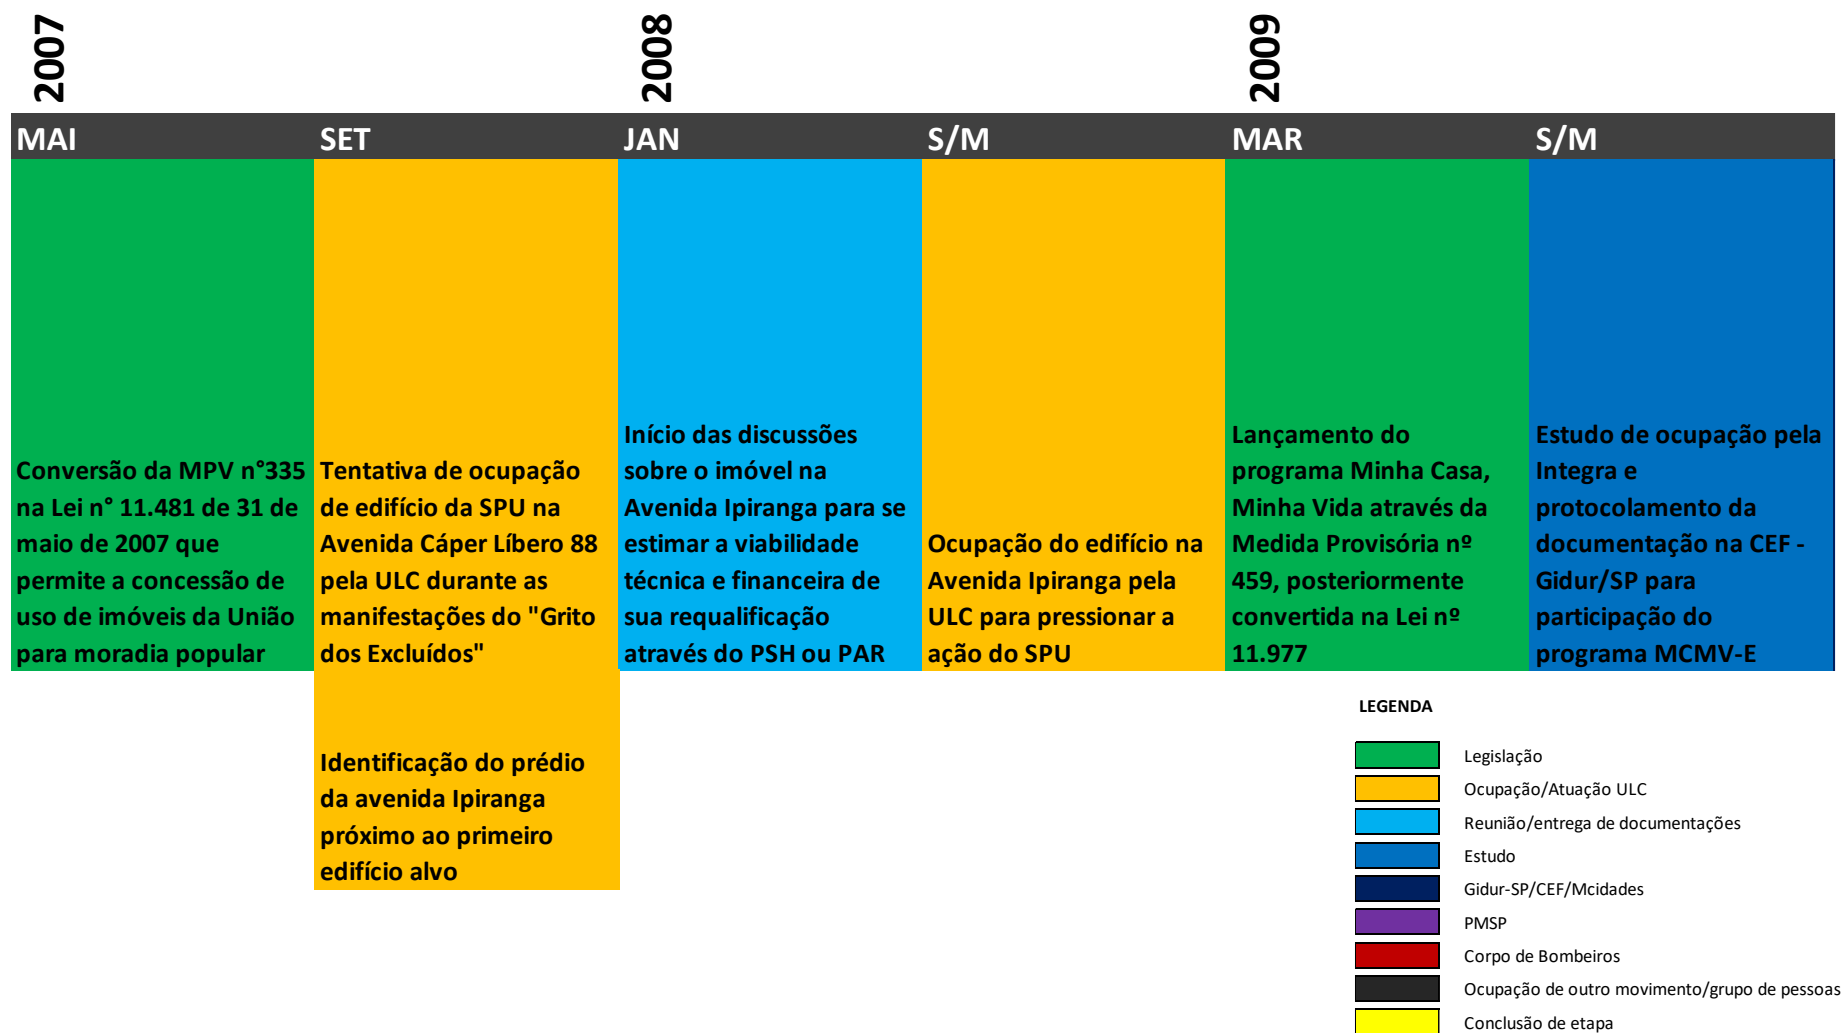 2007
2008
2009
MAI
SET
JAN
S/M
MAR
S/M
Conversão da MPV n°335
na Lei n° 11.481 de 31 de
maio de 2007 que
permite a concessão de
uso de imóveis da União
para moradia popular
Tentativa de ocupação
de edifício da SPU na
Avenida Cáper Líbero 88
pela ULC durante as
manifestações do "Grito
dos Excluídos"
Identificação do prédio
da avenida Ipiranga
próximo ao primeiro
edifício alvo
Início das discussões
sobre o imóvel na
Avenida Ipiranga para se
estimar a viabilidade
técnica e financeira de
sua requalificação
através do PSH ou PAR
Ocupação do edifício na
Avenida Ipiranga pela
ULC para pressionar a
ação do SPU
Lançamento do
programa Minha Casa,
Minha Vida através da
Medida Provisória nº
459, posteriormente
convertida na Lei nº
11.977
Estudo de ocupação pela
Integra e
protocolamento da
documentação na CEF -
Gidur/SP para
participação do
programa MCMV-E
LEGENDA
Legislação
Ocupação/Atuação ULC
Reunião/entrega de documentações
Estudo
Gidur-SP/CEF/Mcidades
PMSP
Corpo de Bombeiros
Ocupação de outro movimento/grupo de pessoas
Conclusão de etapa